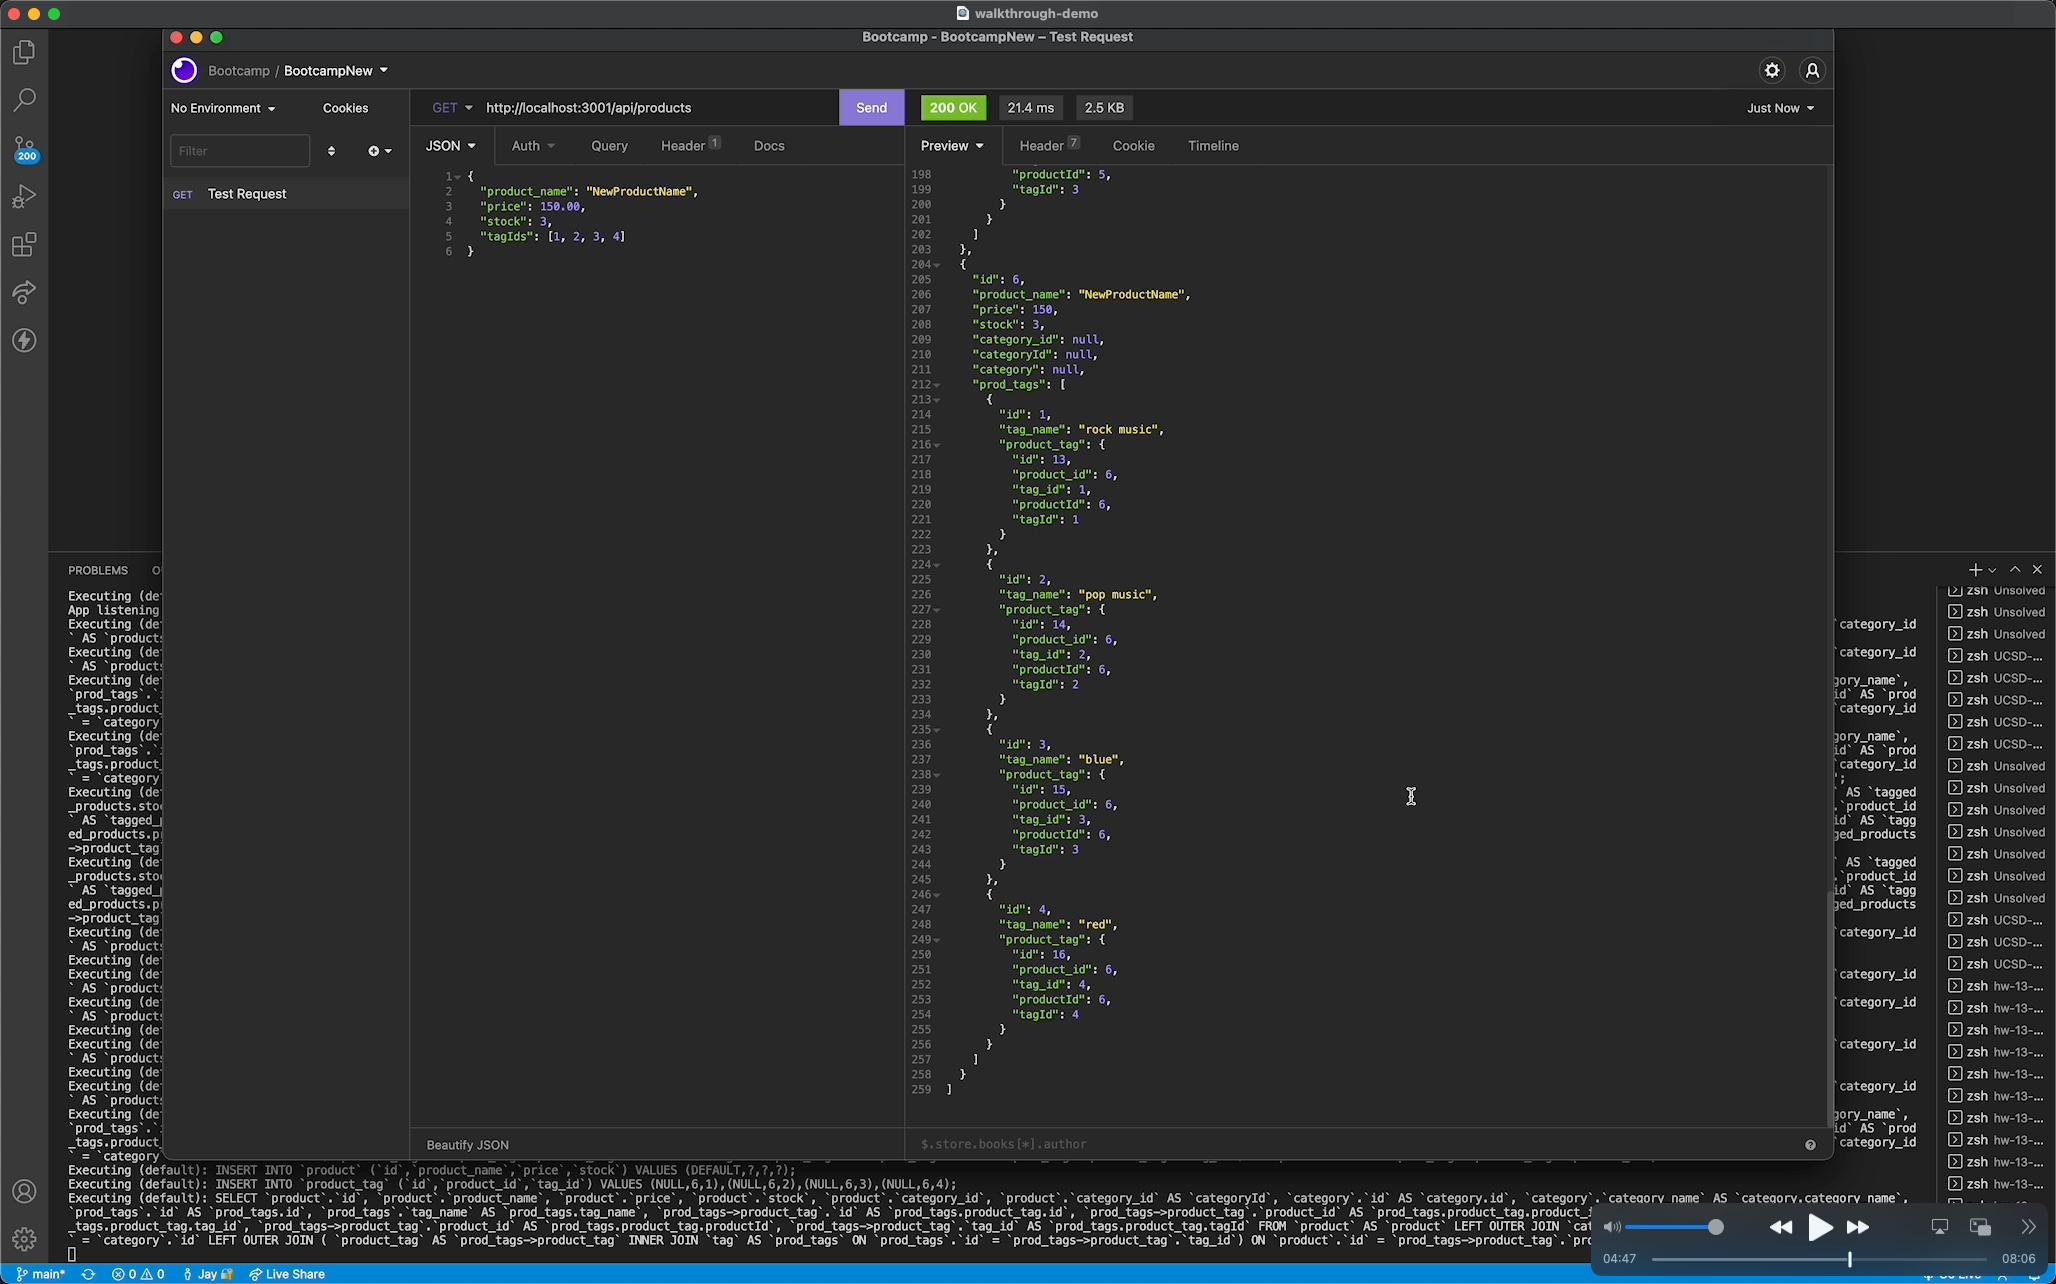 walkthrough-demo
Bootcamp - BootcampNew – Test Request
Bootcamp / BootcampNew
No Environment
Cookies
GET
http://localhost:3001/api/products
Send
200 OK
21.4 ms
2.5 KB
Just Now
Filter
200
GET Test Request
JSON
Auth
Query
Header 1
Docs
1 {
2 "product_name": "NewProductName",
3 "price": 150.00,
4 "stock": 3,
5 "tagIds": [1, 2, 3, 4]
6 }
Beautify JSON
Preview
Header 7
Cookie
Timeline
198 "productId": 5,
199 "tagId": 3
200 }
201 }
202 ]
203 },
204 {
205 "id": 6,
206 "product_name": "NewProductName",
207 "price": 150,
208 "stock": 3,
209 "category_id": null,
210 "categoryId": null,
211 "category": null,
212 "prod_tags": [
213 {
214 "id": 1,
215 "tag_name": "rock music",
216 "product_tag": {
217 "id": 13,
218 "product_id": 6,
219 "tag_id": 1,
220 "productId": 6,
221 "tagId": 1
222 }
223 },
224 {
225 "id": 2,
226 "tag_name": "pop music",
227 "product_tag": {
228 "id": 14,
229 "product_id": 6,
230 "tag_id": 2,
231 "productId": 6,
232 "tagId": 2
233 }
234 },
235 {
236 "id": 3,
237 "tag_name": "blue",
238 "product_tag": {
239 "id": 15,
240 "product_id": 6,
241 "tag_id": 3,
242 "productId": 6,
243 "tagId": 3
244 }
245 },
246 {
247 "id": 4,
248 "tag_name": "red",
249 "product_tag": {
250 "id": 16,
251 "product_id": 6,
252 "tag_id": 4,
253 "productId": 6,
254 "tagId": 4
255 }
256 }
257 ]
258 }
259 ]
$.store.books[*].author
PROBLEMS
Executing (de
App listening
Executing (de
` AS `products
Executing (de
` AS `products
Executing (de
`prod_tags`.`
_tags.product_
` = `category
Executing (de
`prod_tags`.`
_tags.product_
` = `category
Executing (de
_products.sto
` AS `tagged_
ed_products.p
->product_tag
Executing (de
_products.sto
` AS `tagged_
ed_products.p
->product_tag
Executing (de
` AS `products
Executing (de
Executing (de
` AS `products
Executing (de
` AS `products
Executing (de
Executing (de
` AS `products
Executing (de
Executing (de
` AS `products
Executing (de
`prod_tags`.`
_tags.product_
` = `category
Executing (default): INSERT INTO `product` (`id`,`product_name`,`price`,`stock`) VALUES (DEFAULT,?,?,?);
Executing (default): INSERT INTO `product_tag` (`id`,`product_id`,`tag_id`) VALUES (NULL,6,1),(NULL,6,2),(NULL,6,3),(NULL,6,4);
Executing (default): SELECT `product`.`id`, `product`.`product_name`, `product`.`price`, `product`.`stock`, `product`.`category_id`, `product`.`category_id` AS `categoryId`, `category`.`id` AS `category.id`, `category`.`category_name` AS `category.category_name`,
`prod_tags`.`id` AS `prod_tags.id`, `prod_tags`.`tag_name` AS `prod_tags.tag_name`, `prod_tags->product_tag`.`id` AS `prod_tags.product_tag.id`, `prod_tags->product_tag`.`product_id` AS `prod_tags.product_tag.product_
_tags.product_tag.tag_id`, `prod_tags->product_tag`.`product_id` AS `prod_tags.product_tag.productId`, `prod_tags->product_tag`.`tag_id` AS `prod_tags.product_tag.tagId` FROM `product` AS `product` LEFT OUTER JOIN `cat
` = `category`.`id` LEFT OUTER JOIN ( `product_tag` AS `prod_tags->product_tag` INNER JOIN `tag` AS `prod_tags` ON `prod_tags`.`id` = `prod_tags->product_tag`.`tag_id`) ON `product`.`id` = `prod_tags->product_tag`.`pr
`category_id
`category_id
gory_name`,
id` AS `prod
`category_id
gory_name`,
id` AS `prod
`category_id
`;
` AS `tagged
`product_id
id` AS `tagg
ged_products
` AS `tagged
`product_id
id` AS `tagg
ged_products
`category_id
`category_id
`category_id
`category_id
`category_id
gory_name`,
id` AS `prod
`category_id
zsh Unsolved
zsh Unsolved
zsh Unsolved
zsh UCSD-...
zsh UCSD-...
zsh UCSD-...
zsh UCSD-...
zsh UCSD-...
zsh Unsolved
zsh Unsolved
zsh Unsolved
zsh Unsolved
zsh Unsolved
zsh Unsolved
zsh Unsolved
zsh UCSD-...
zsh UCSD-...
zsh UCSD-...
zsh hw-13-...
zsh hw-13-...
zsh hw-13-...
zsh hw-13-...
zsh hw-13-...
zsh hw-13-...
zsh hw-13-...
zsh hw-13-...
zsh hw-13-...
zsh hw-13-...
04:47
08:06
main*
0 0
Jay
Live Share